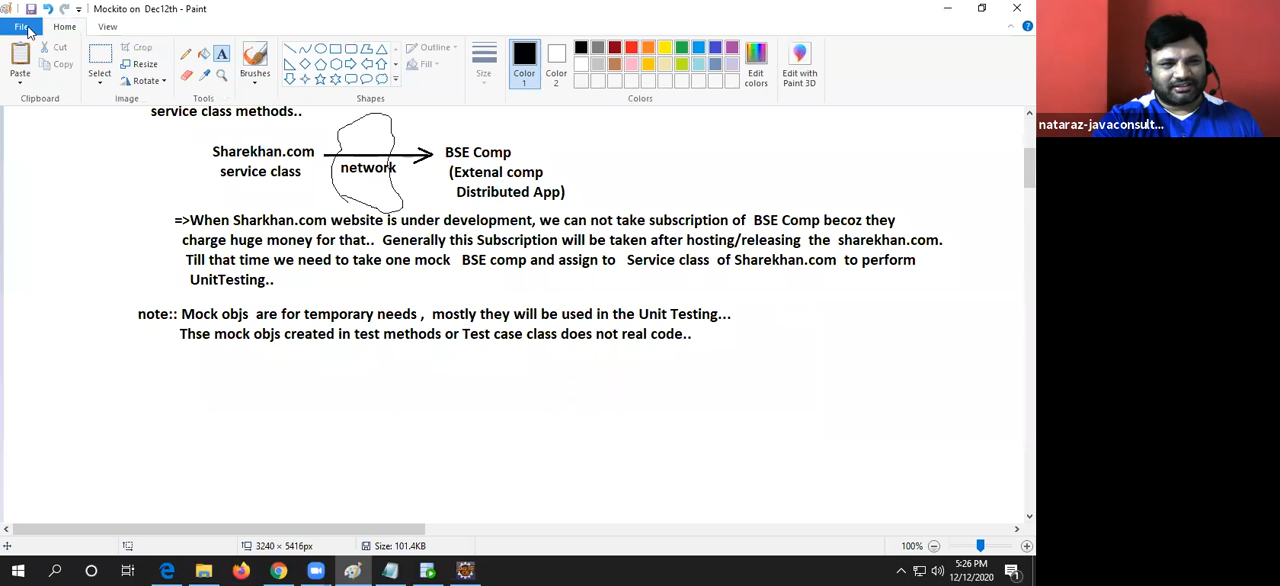 Mockito on Dec12th - Paint
File Home View
Paste
Cut
Copy
Clipboard
Select
Crop
Resize
Rotate
Image
Tools
Brushes
Shapes
Outline
Fill
Size
Color 1
Color 2
Edit colors
Colors
Edit with Paint 3D
nataraz-javaconsult...
service class methods..
Sharekhan.com
service class
network
BSE Comp
(Extenal comp
Distributed App)
=>When Sharkhan.com website is under development, we can not take subscription of BSE Comp becoz they
charge huge money for that.. Generally this Subscription will be taken after hosting/releasing the sharekhan.com.
Till that time we need to take one mock BSE comp and assign to Service class of Sharekhan.com to perform
UnitTesting..
note:: Mock objs are for temporary needs , mostly they will be used in the Unit Testing...
Thse mock objs created in test methods or Test case class does not real code..
3240 × 5416px
Size: 101.4KB
100%
5:26 PM
12/12/2020